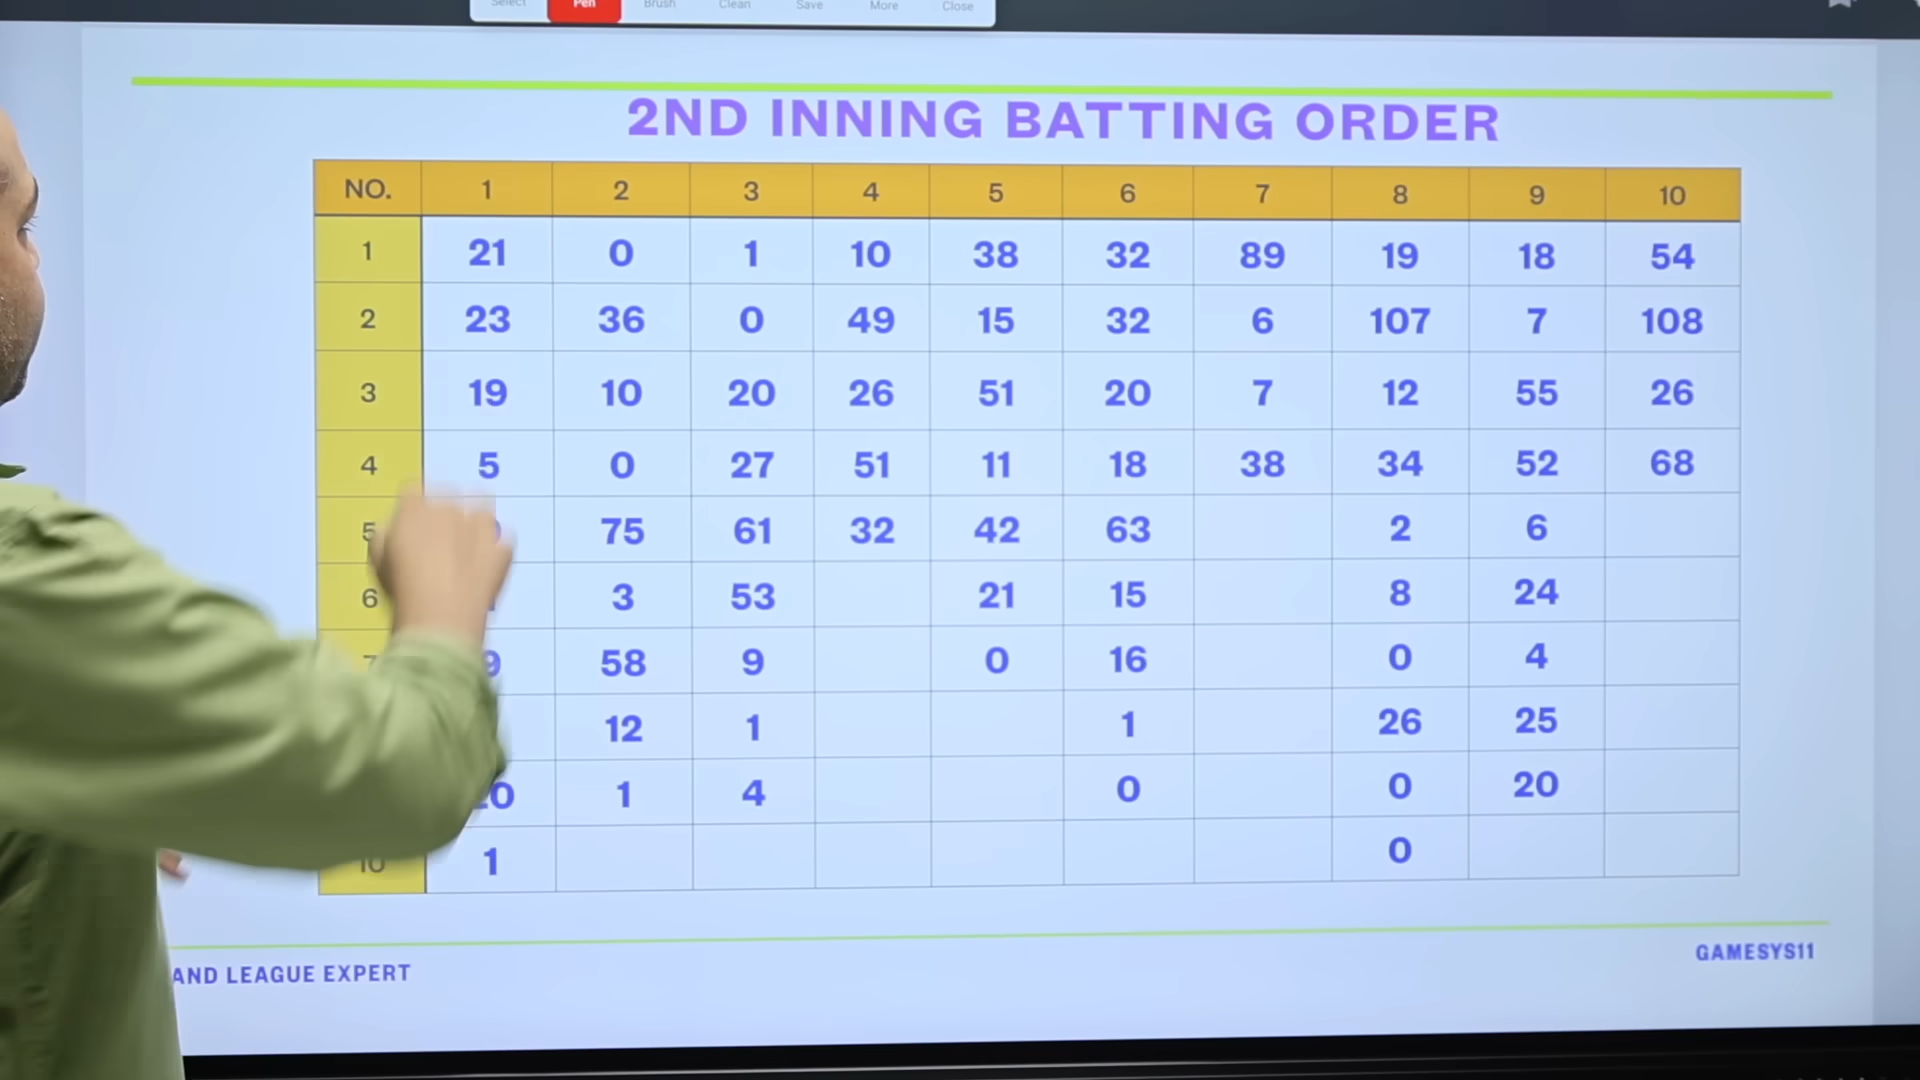 Select Pen Brush Clean Save More Close
2ND INNING BATTING ORDER
NO. 1 2 3 4 5 6 7 8 9 10
1 21 0 1 10 38 32 89 19 18 54
2 23 36 0 49 15 32 6 107 7 108
3 19 10 20 26 51 20 7 12 55 26
4 5 0 27 51 11 18 38 34 52 68
5 75 61 32 42 63 2 6
6 3 53 21 15 8 24
58 9 0 16 0 4
12 1 1 26 25
1 4 0 0 20
10 1 0
AND LEAGUE EXPERT
GAMESYS11